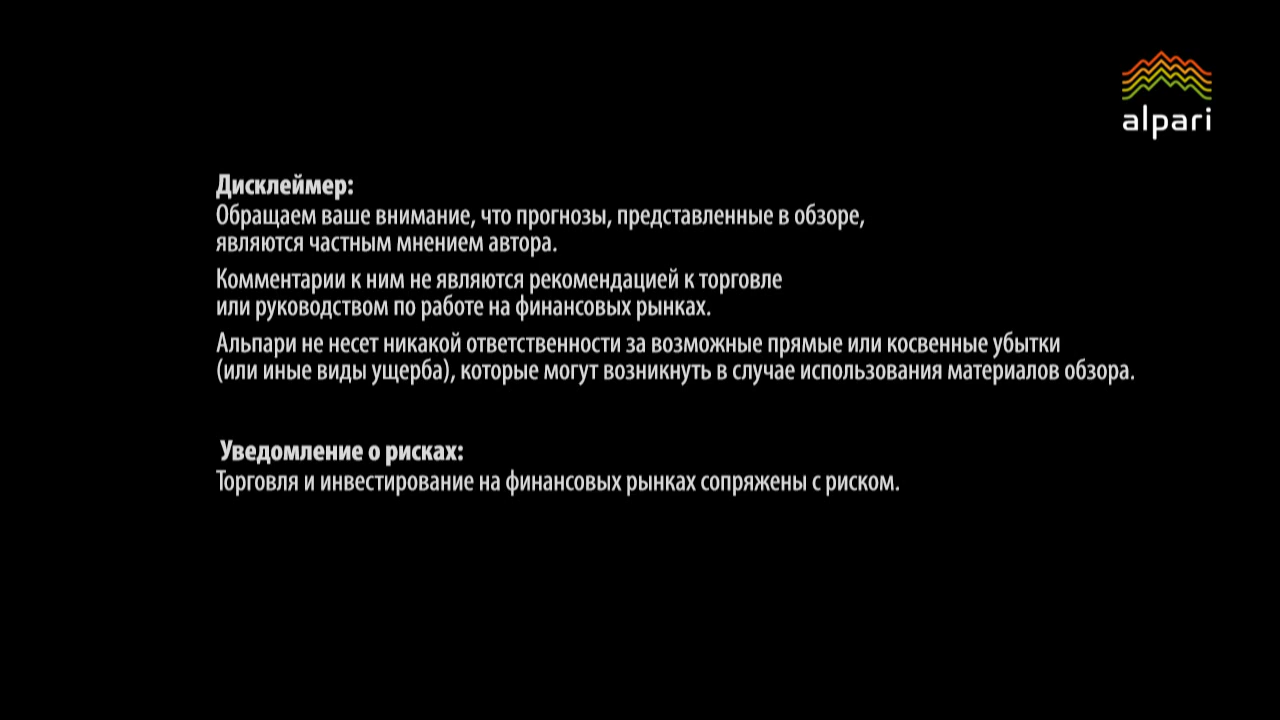 alpari
Дисклеймер:
Обращаем ваше внимание, что прогнозы, представленные в обзоре,
являются частным мнением автора.
Комментарии к ним не являются рекомендацией к торговле
или руководством по работе на финансовых рынках.
Альпари не несет никакой ответственности за возможные прямые или косвенные убытки
(или иные виды ущерба), которые могут возникнуть в случае использования материалов обзора.
Уведомление о рисках:
Торговля и инвестирование на финансовых рынках сопряжены с риском.